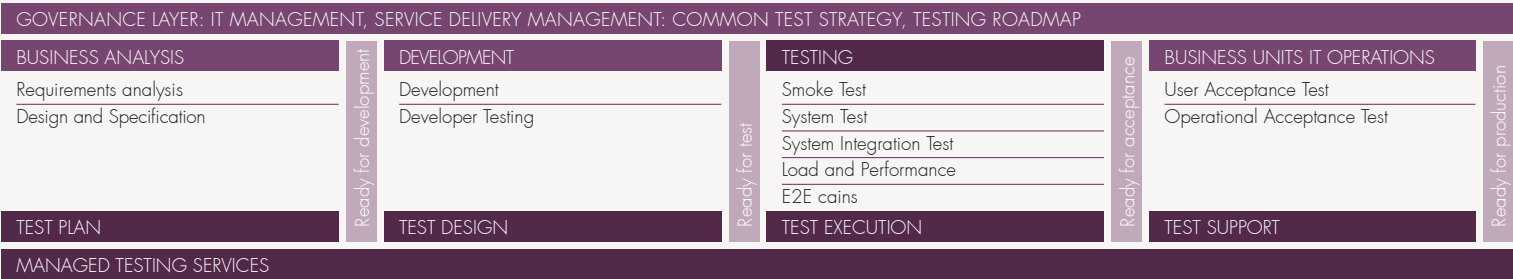 GOVERNANCE LAYER: IT MANAGEMENT, SERVICE DELIVERY MANAGEMENT: COMMON TEST STRATEGY, TESTING ROADMAP
BUSINESS ANALYSIS
Requirements analysis
Design and Specification
TEST PLAN
Ready for development
DEVELOPMENT
Development
Developer Testing
TEST DESIGN
Ready for test
TESTING
Smoke Test
System Test
System Integration Test
Load and Performance
E2E cains
TEST EXECUTION
Ready for acceptance
BUSINESS UNITS IT OPERATIONS
User Acceptance Test
Operational Acceptance Test
TEST SUPPORT
Ready for production
MANAGED TESTING SERVICES